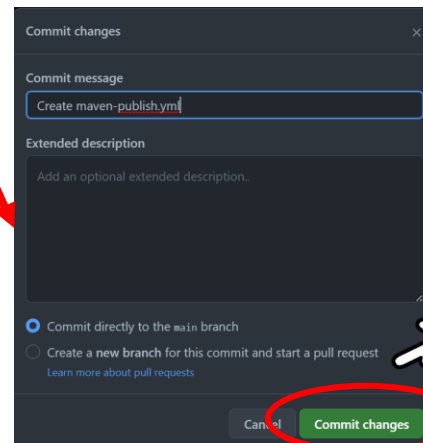 Commit changes
Commit message
Create maven-publish.yml
Extended description
Add an optional extended description..
Commit directly to the main branch
Create a new branch for this commit and start a pull request
Learn more about pull requests
Cancel
Commit changes